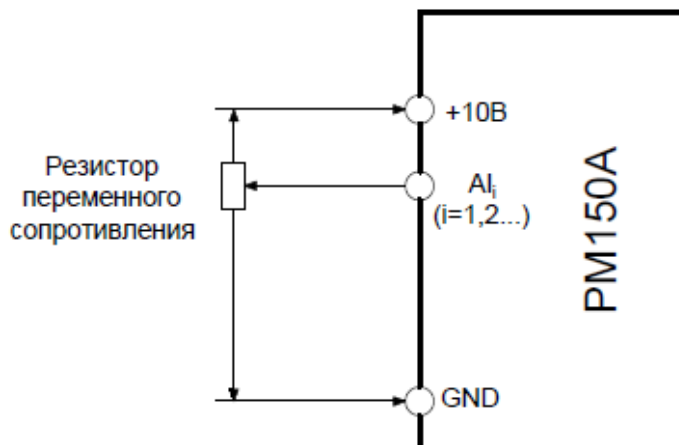 +10В
Резистор
переменного
сопротивления
AIi
(i=1,2...)
PM150A
GND